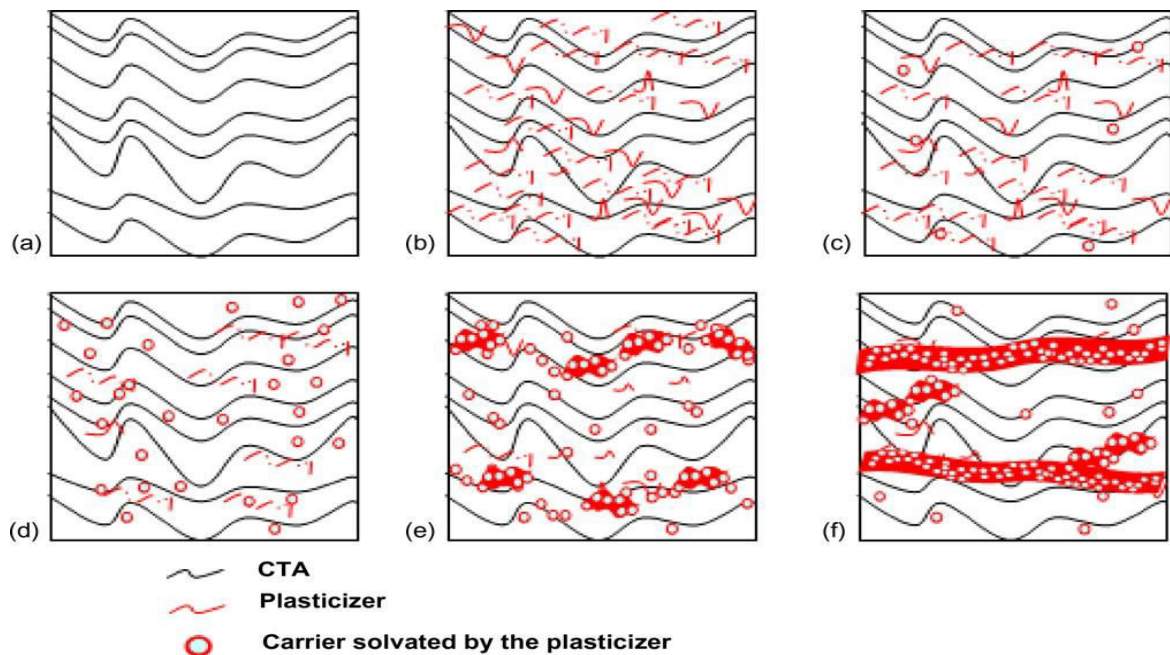 (a)
(b)
(c)
(d)
(e)
(f)
CTA
Plasticizer
Carrier solvated by the plasticizer